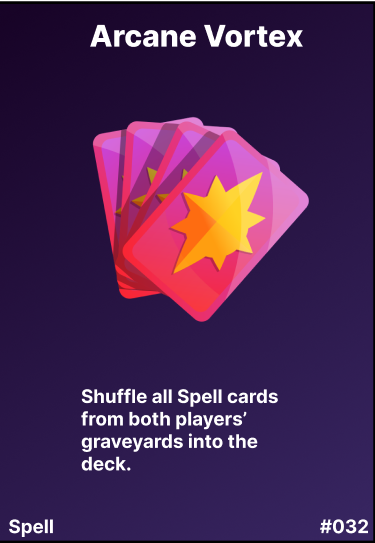 Arcane Vortex
Shuffle all Spell cards
from both players’
graveyards into the
deck.
Spell
#032